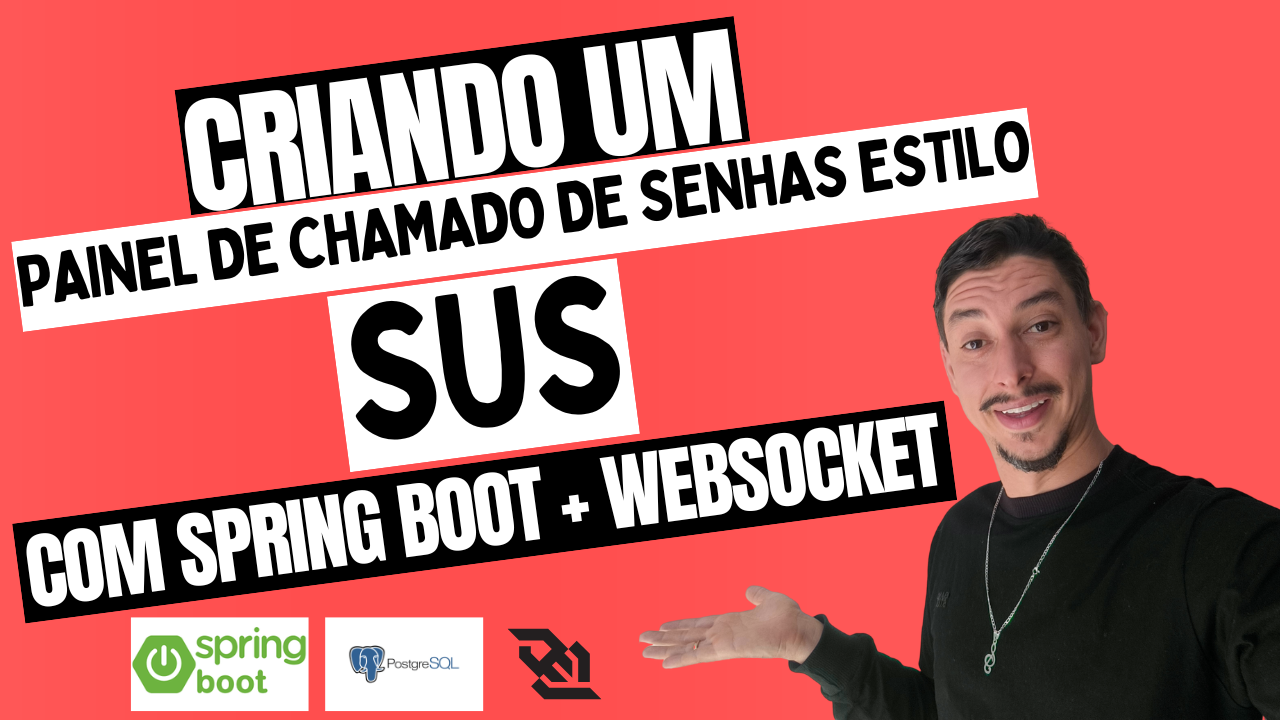 CRIANDO UM
PAINEL DE CHAMADO DE SENHAS ESTILO
SUS
COM SPRING BOOT + WEBSOCKET
spring
boot
PostgreSQL